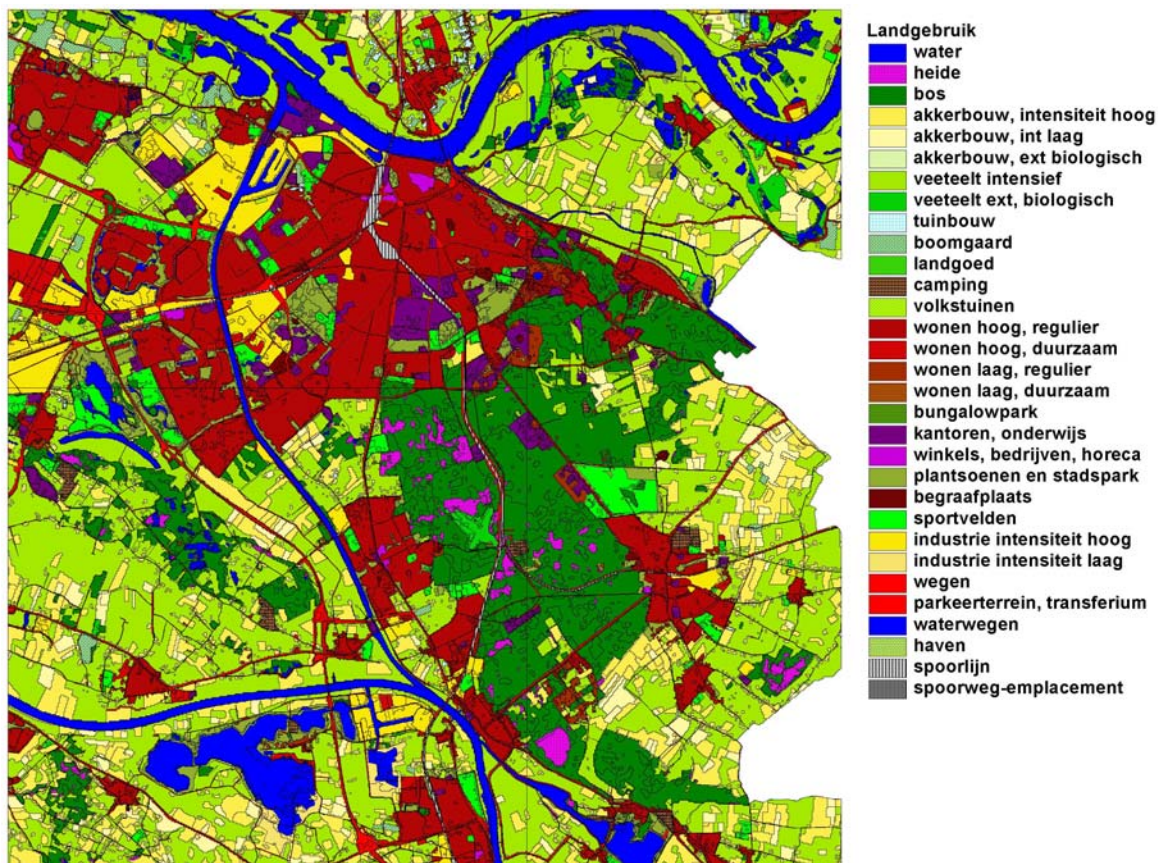 Landgebruik
water
heide
bos
akkerbouw, intensiteit hoog
akkerbouw, int laag
akkerbouw, ext biologisch
veeteelt intensief
veeteelt ext, biologisch
tuinbouw
boomgaard
landgoed
camping
volkstuinen
wonen hoog, regulier
wonen hoog, duurzaam
wonen laag, regulier
wonen laag, duurzaam
bungalowpark
kantoren, onderwijs
winkels, bedrijven, horeca
plantsoenen en stadspark
begraafplaats
sportvelden
industrie intensiteit hoog
industrie intensiteit laag
wegen
parkeerterrein, transferium
waterwegen
haven
spoorlijn
spoorweg-emplacement